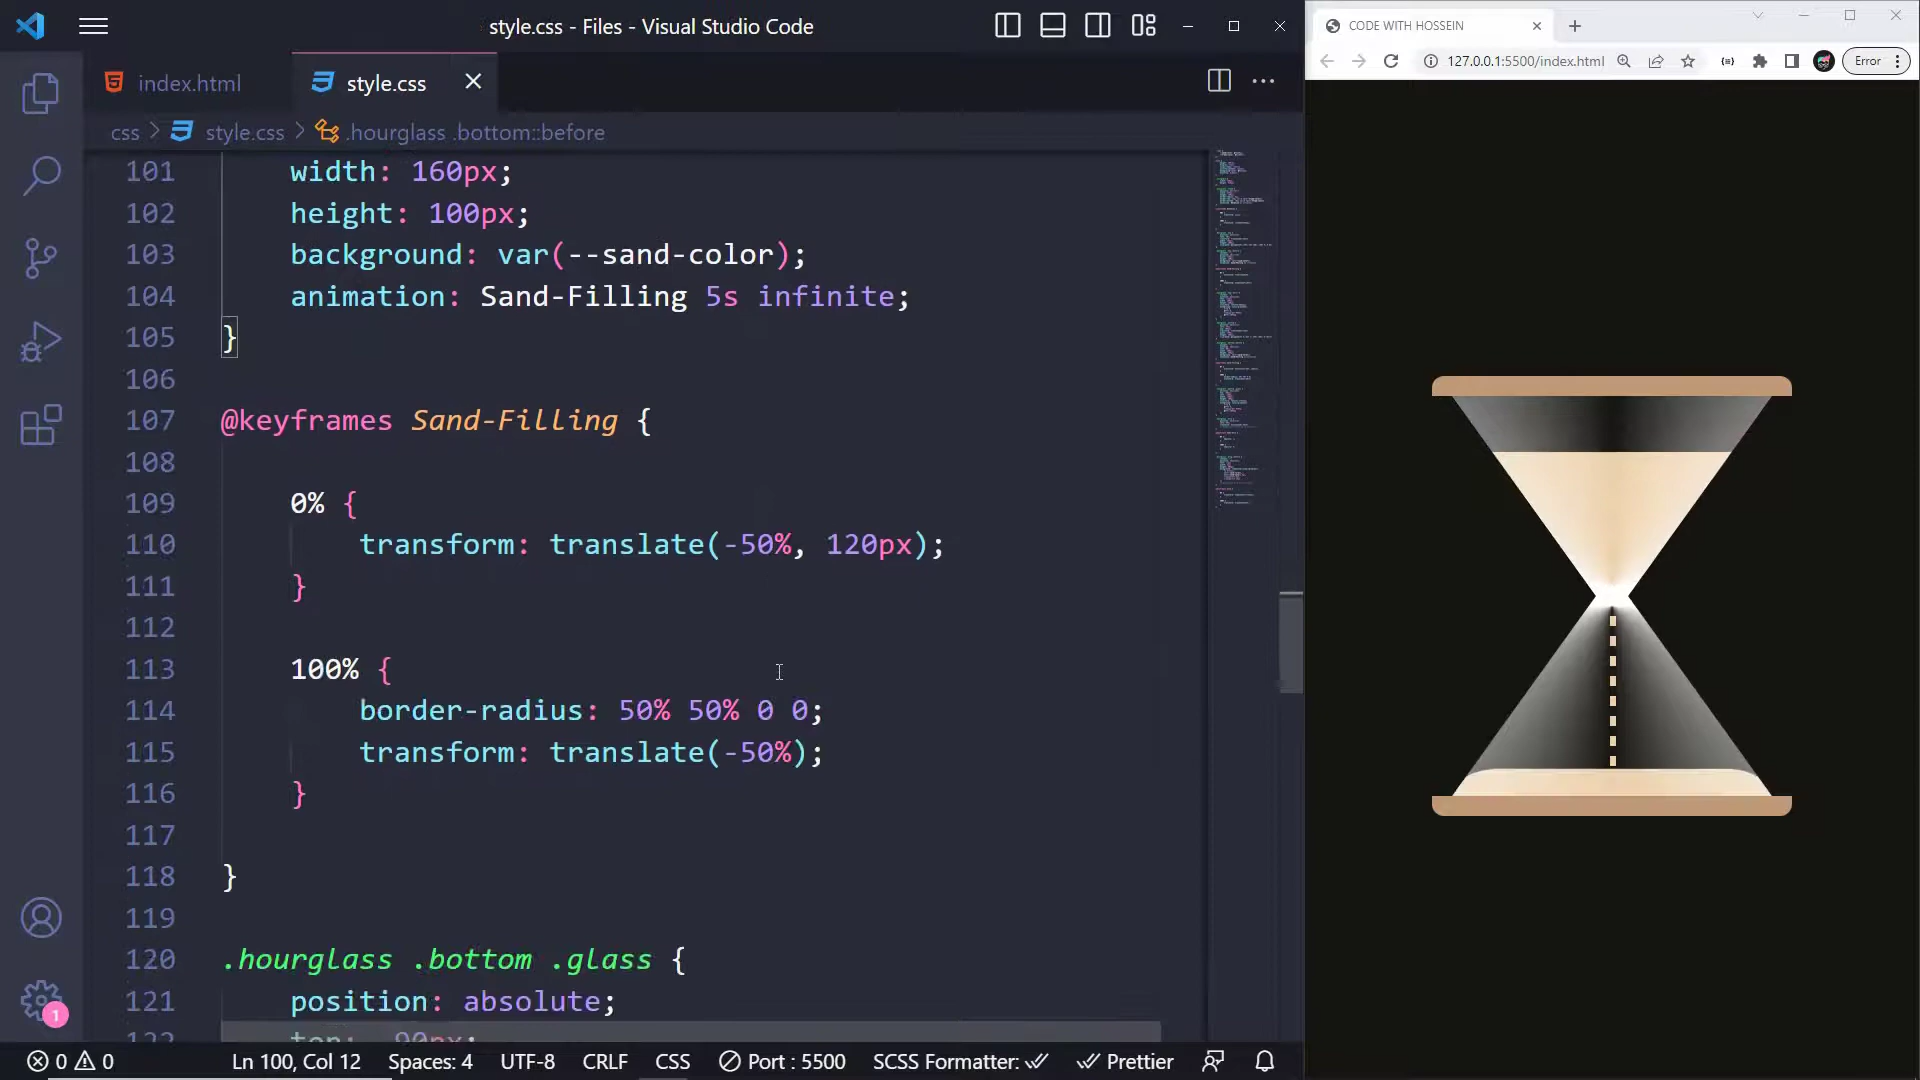 style.css - Files - Visual Studio Code
index.html
style.css
css > style.css > .hourglass .bottom::before
101 width: 160px;
102 height: 100px;
103 background: var(--sand-color);
104 animation: Sand-Filling 5s infinite;
105 }
106
107 @keyframes Sand-Filling {
108
109 0% {
110 transform: translate(-50%, 120px);
111 }
112
113 100% {
114 border-radius: 50% 50% 0 0;
115 transform: translate(-50%);
116 }
117
118 }
119
120 .hourglass .bottom .glass {
121 position: absolute;
1
0 0 Ln 100, Col 12 Spaces: 4 UTF-8 CRLF CSS Port : 5500 SCSS Formatter: Prettier
CODE WITH HOSSEIN
127.0.0.1:5500/index.html
Error